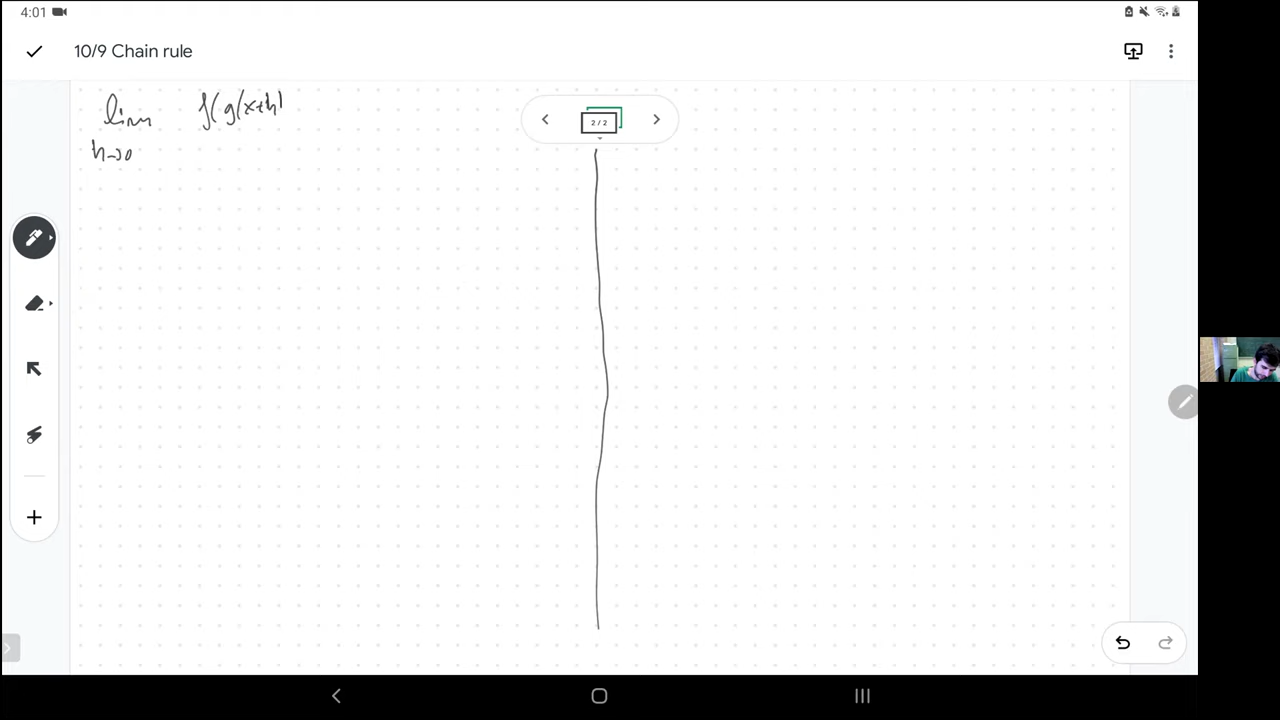 4:01
10/9 Chain rule
lim f(g(x+h)
h→0
2 / 2